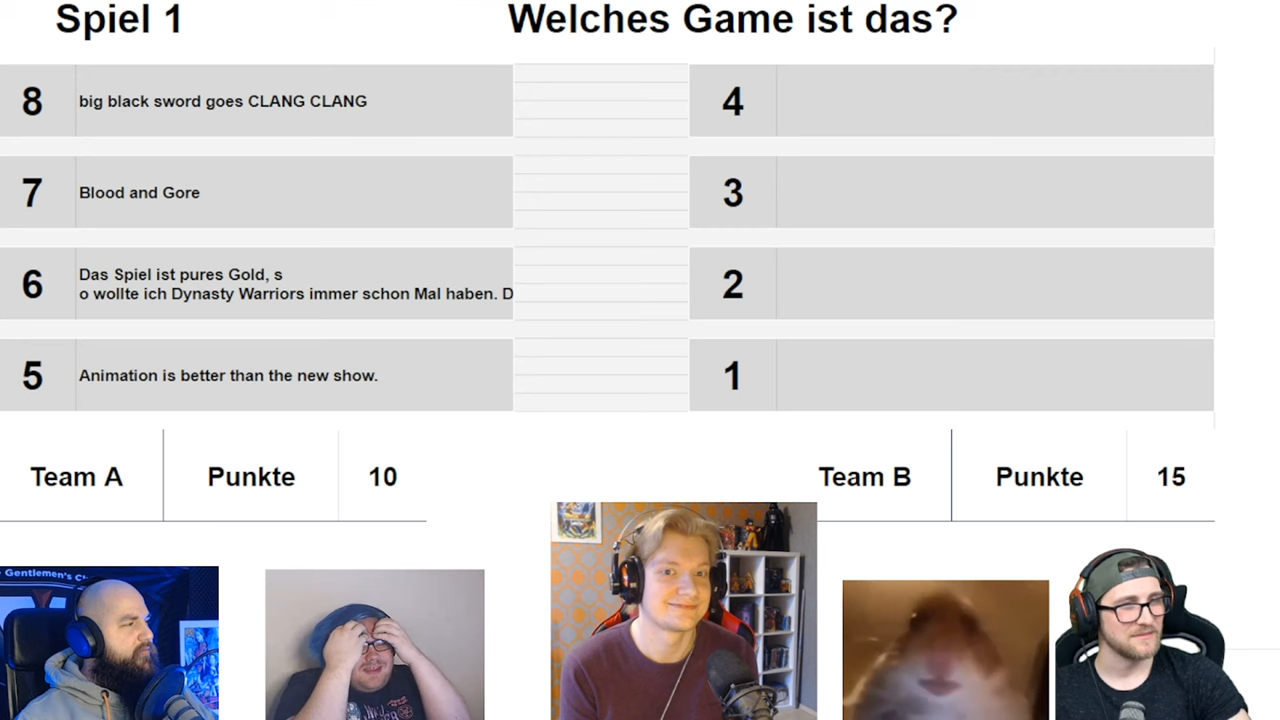 Spiel 1
Welches Game ist das?
8
big black sword goes CLANG CLANG
4
7
Blood and Gore
3
6
Das Spiel ist pures Gold, s
o wollte ich Dynasty Warriors immer schon Mal haben. D
2
5
Animation is better than the new show.
1
Team A
Punkte
10
Team B
Punkte
15
Gentlemen's